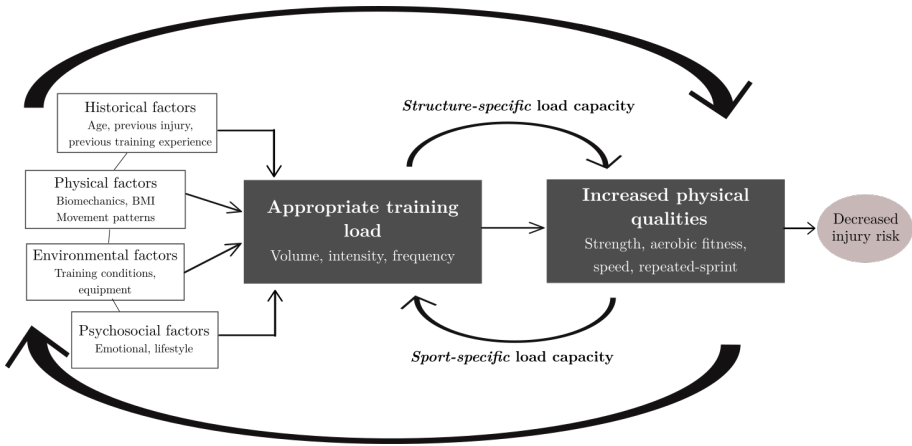 Historical factors
Age, previous injury,
previous training experience
Physical factors
Biomechanics, BMI
Movement patterns
Environmental factors
Training conditions,
equipment
Psychosocial factors
Emotional, lifestyle
Appropriate training
load
Volume, intensity, frequency
Structure-specific load capacity
Sport-specific load capacity
Increased physical
qualities
Strength, aerobic fitness,
speed, repeated-sprint
Decreased
injury risk